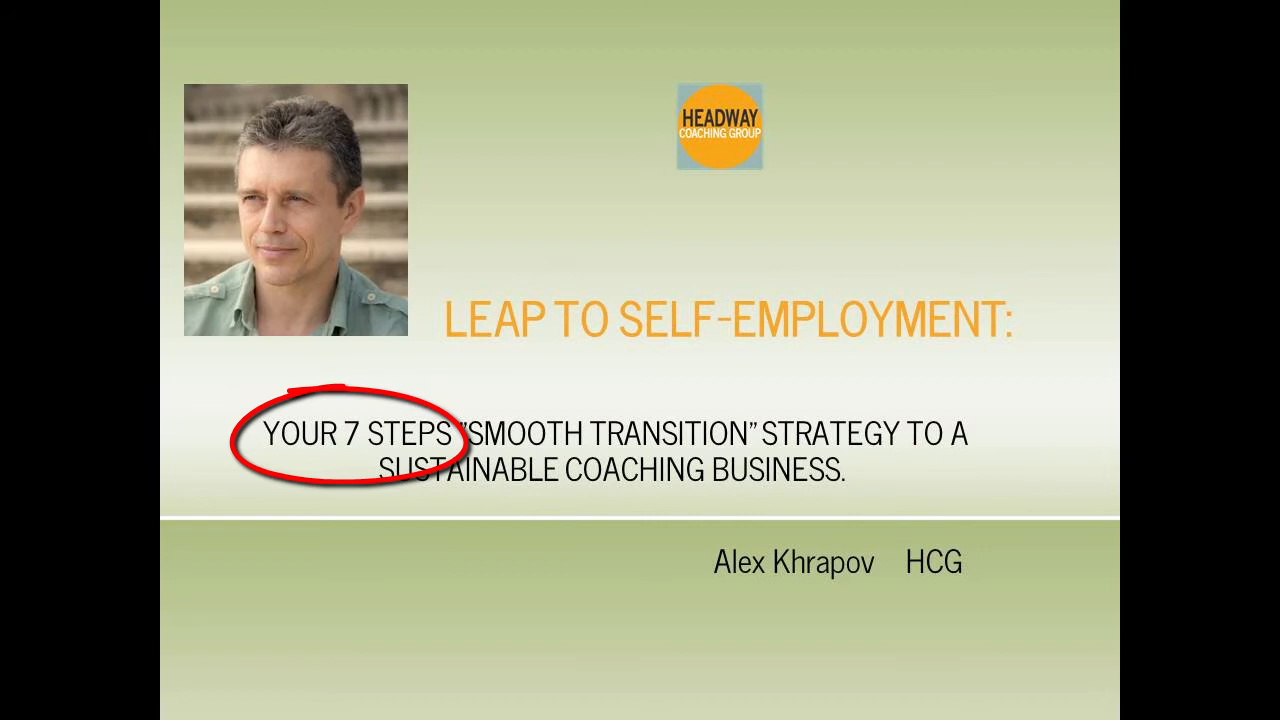 HEADWAY
COACHING GROUP
LEAP TO SELF-EMPLOYMENT:
YOUR 7 STEPS "SMOOTH TRANSITION" STRATEGY TO A
SUSTAINABLE COACHING BUSINESS.
Alex Khrapov HCG